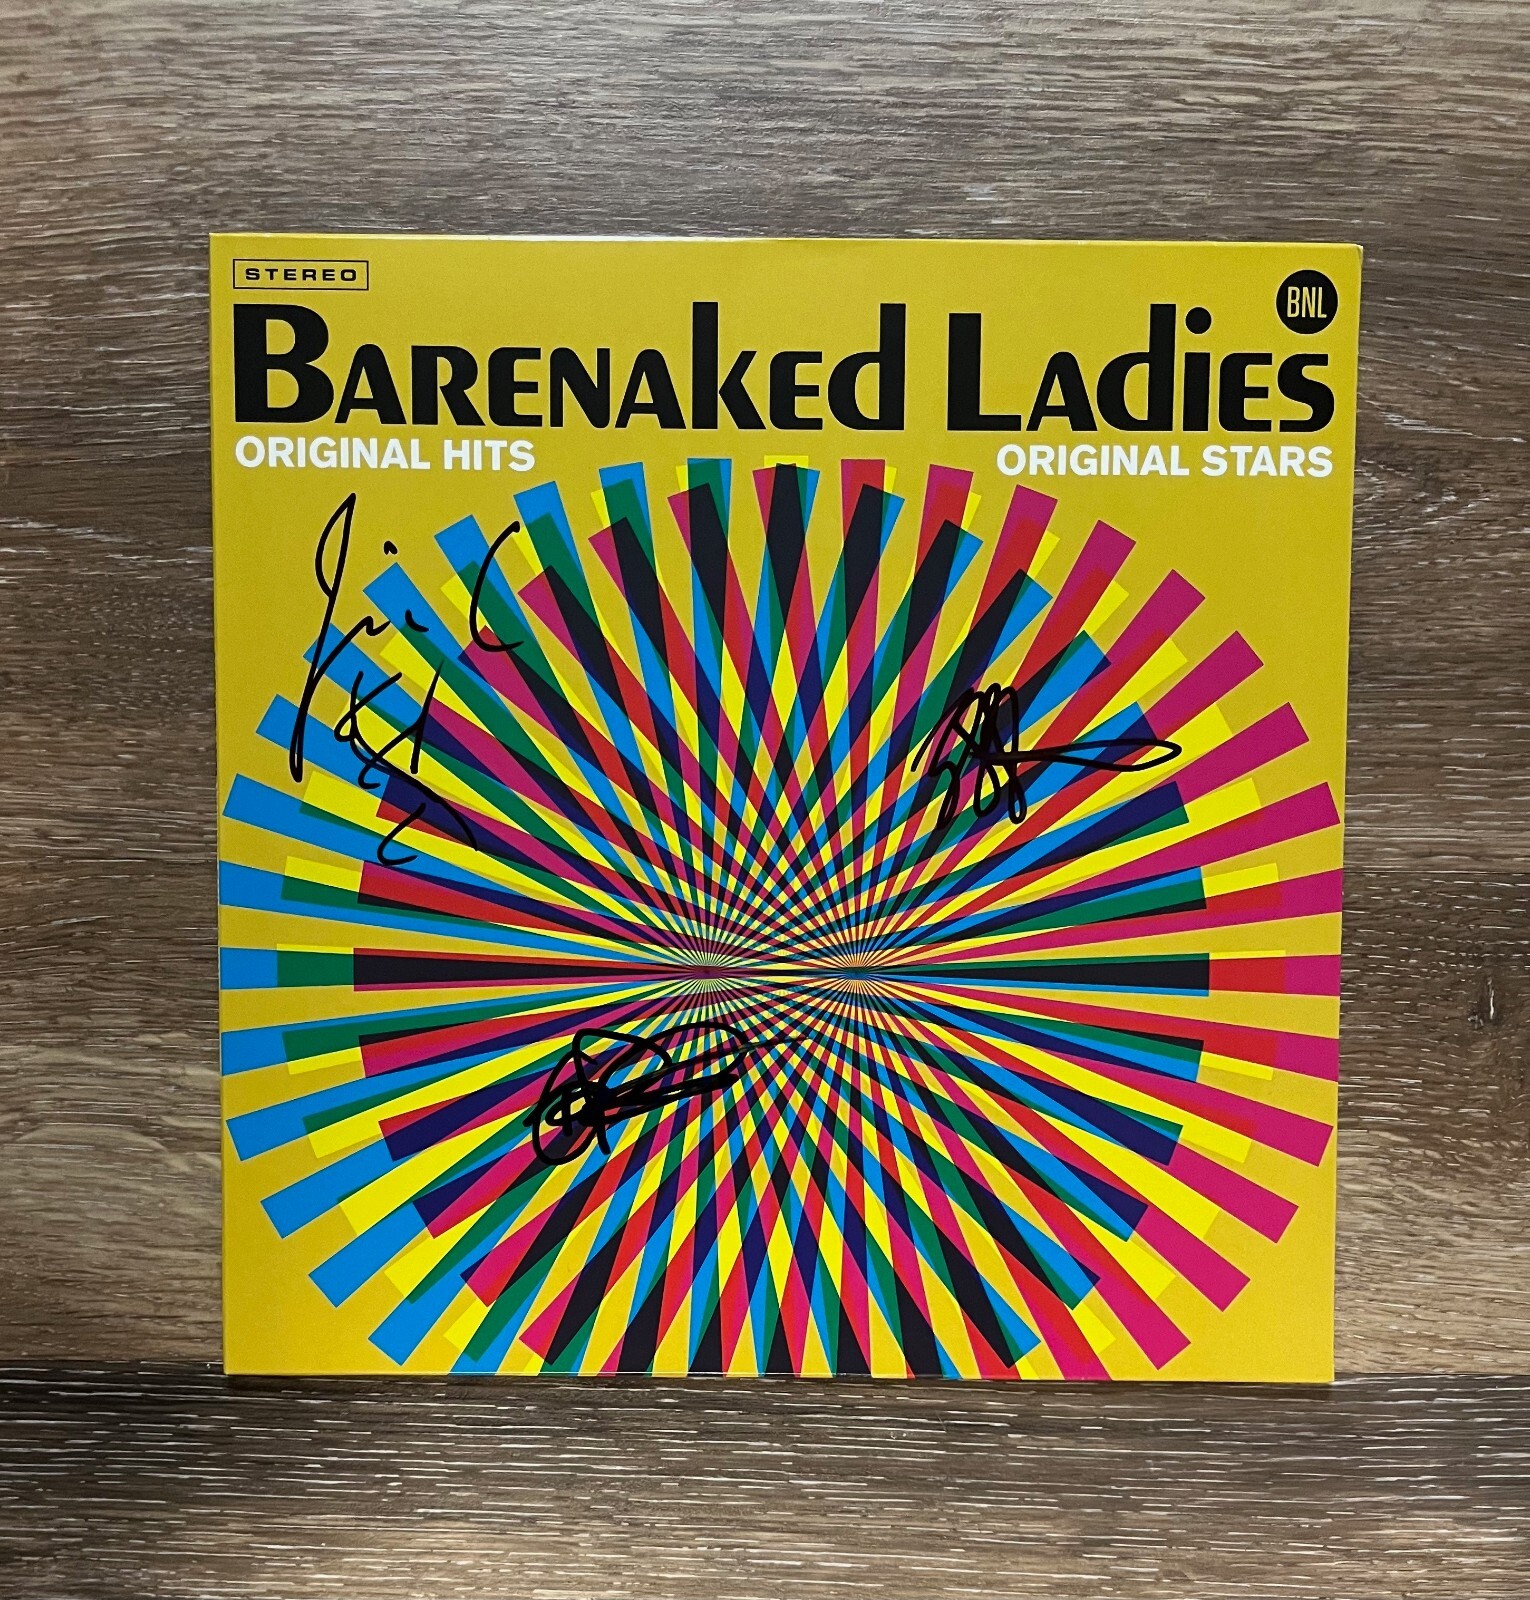 STEREO
BNL
BARENAKED LADIES
ORIGINAL HITS
ORIGINAL STARS